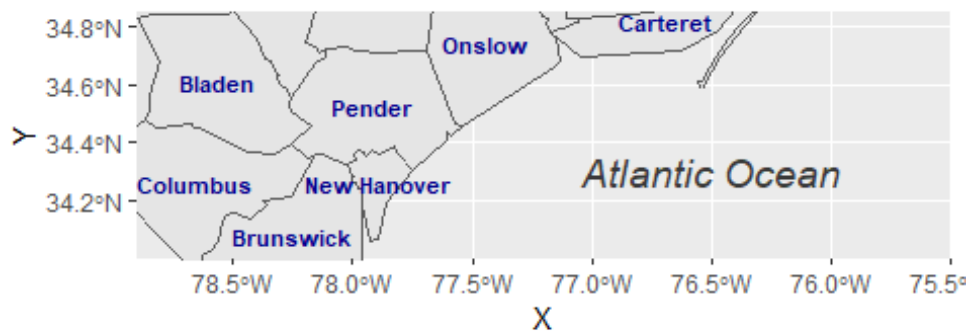 34.8°N
34.6°N
34.4°N
34.2°N
Y
Carteret
Onslow
Bladen
Pender
Atlantic Ocean
Columbus
New Hanover
Brunswick
78.5°W 78.0°W 77.5°W 77.0°W 76.5°W 76.0°W 75.5°
X